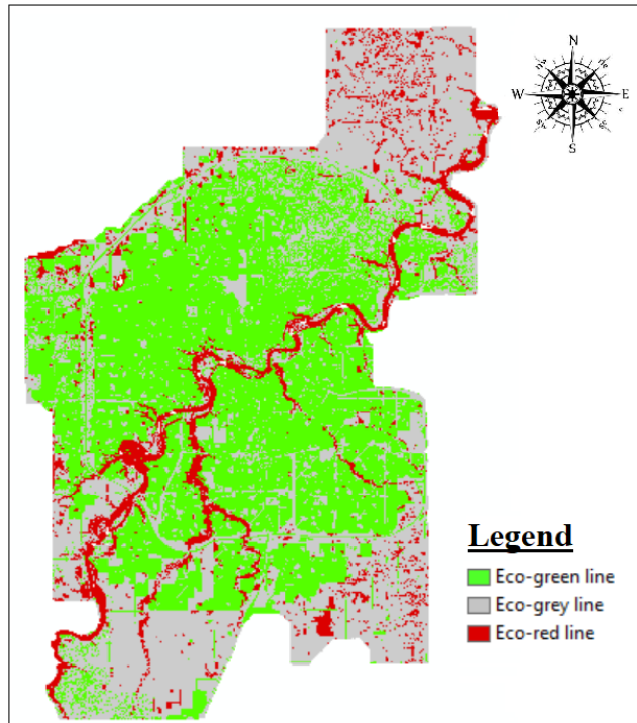 N
W
E
S
Legend
Eco-green line
Eco-grey line
Eco-red line